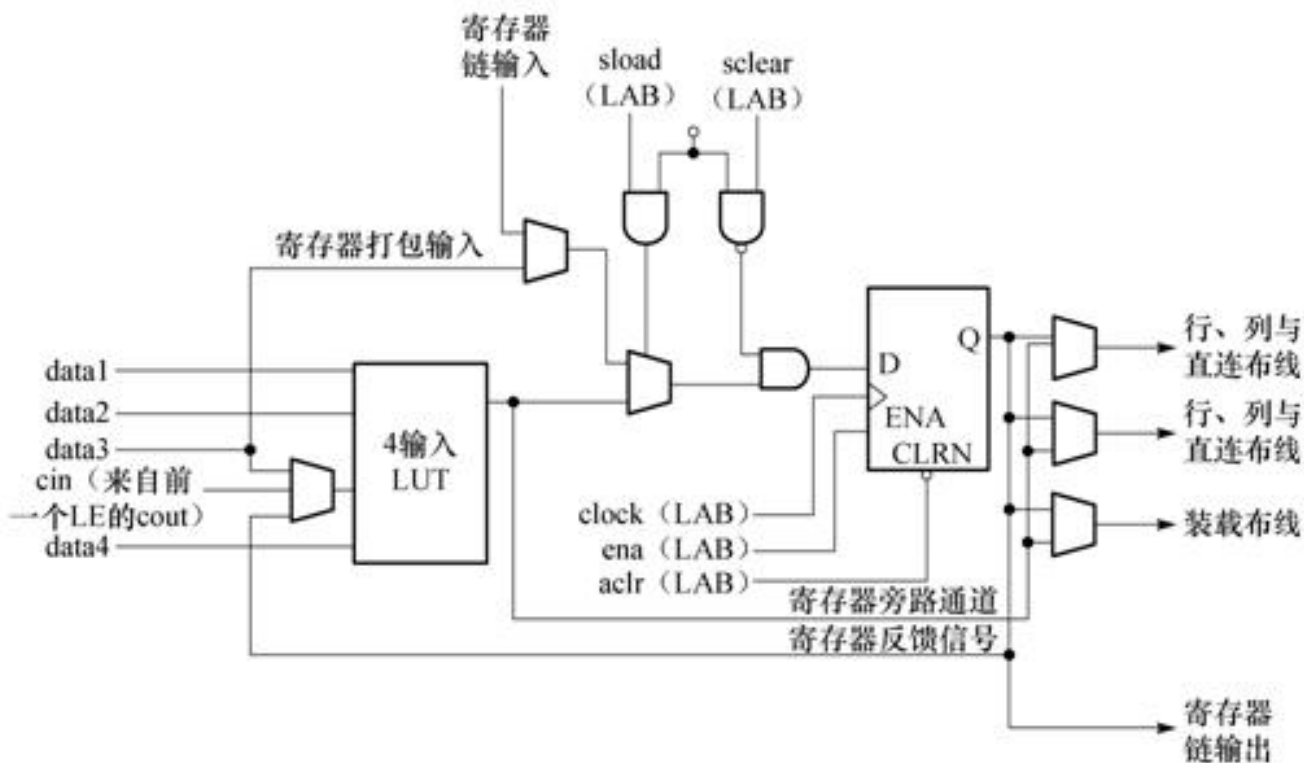 寄存器
链输入
sload
（LAB）
sclear
（LAB）
寄存器打包输入
data1
data2
data3
cin（来自前
一个LE的cout）
data4
4输入
LUT
D
Q
ENA
CLRN
clock（LAB）
ena（LAB）
aclr（LAB）
寄存器旁路通道
寄存器反馈信号
行、列与
直连布线
行、列与
直连布线
装载布线
寄存器
链输出